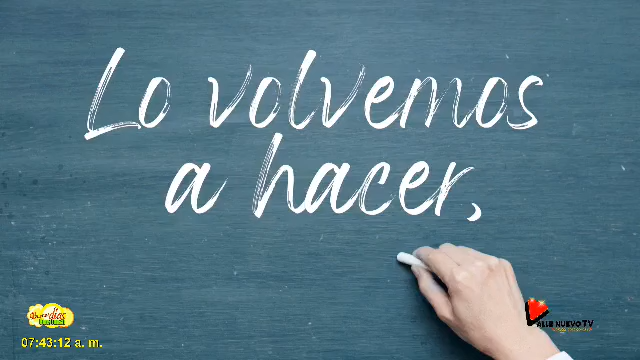 Lo volvemos
a hacer,
07:43:12 a. m.
VALLE NUEVO TV